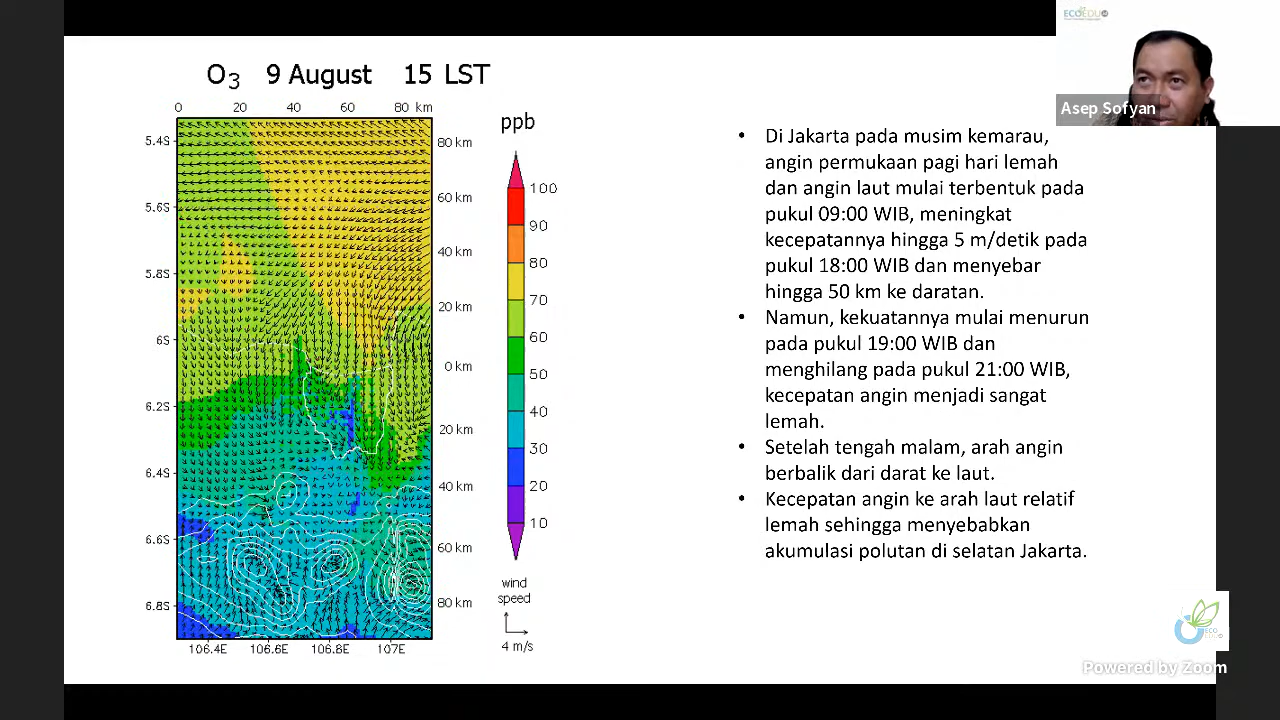 ECOEDU
Asep Sofyan
O3 9 August 15 LST
0 20 40 60 80 km
ppb
5.4S
5.6S
5.8S
6S
6.2S
6.4S
6.6S
6.8S
80 km
60 km
40 km
20 km
0 km
20 km
40 km
60 km
80 km
106.4E 106.6E 106.8E 107E
100
90
80
70
60
50
40
30
20
10
wind
speed
4 m/s
• Di Jakarta pada musim kemarau,
angin permukaan pagi hari lemah
dan angin laut mulai terbentuk pada
pukul 09:00 WIB, meningkat
kecepatannya hingga 5 m/detik pada
pukul 18:00 WIB dan menyebar
hingga 50 km ke daratan.
• Namun, kekuatannya mulai menurun
pada pukul 19:00 WIB dan
menghilang pada pukul 21:00 WIB,
kecepatan angin menjadi sangat
lemah.
• Setelah tengah malam, arah angin
berbalik dari darat ke laut.
• Kecepatan angin ke arah laut relatif
lemah sehingga menyebabkan
akumulasi polutan di selatan Jakarta.
ECO
EDU
Powered by Zoom